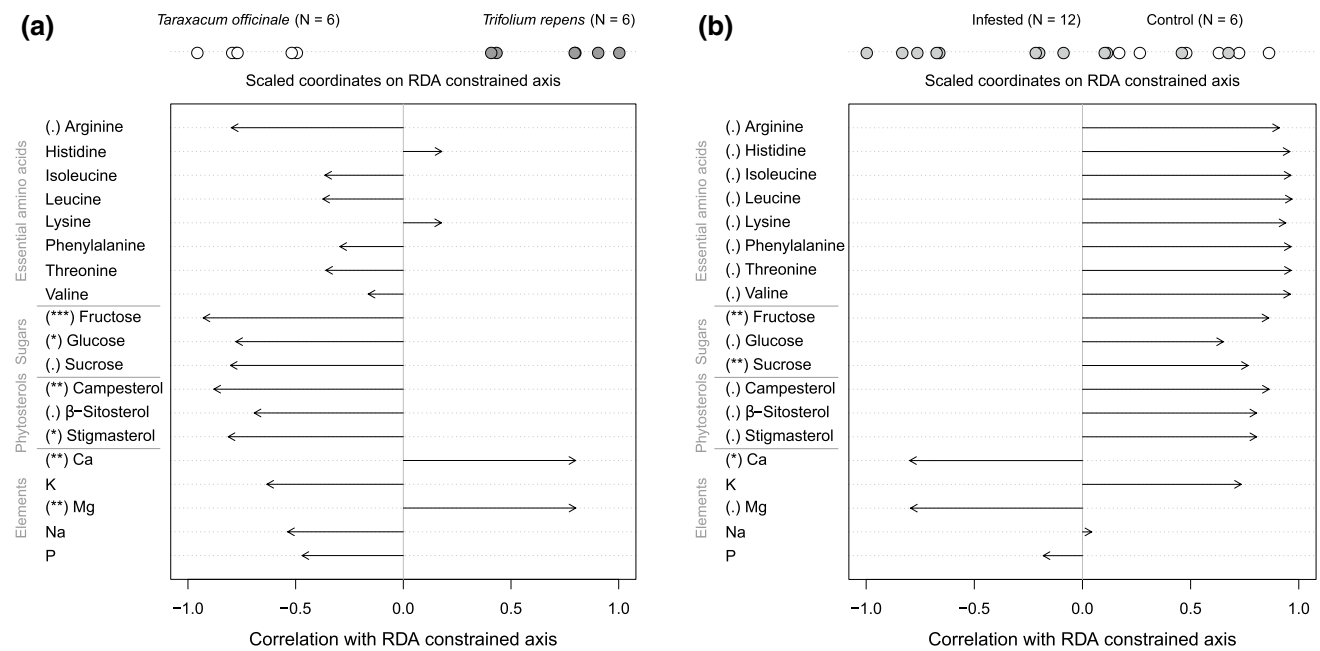 (a)
Taraxacum officinale (N = 6)
Trifolium repens (N = 6)
Scaled coordinates on RDA constrained axis
Essential amino acids
(.) Arginine
Histidine
Isoleucine
Leucine
Lysine
Phenylalanine
Threonine
Valine
Sugars
(***) Fructose
(*) Glucose
(.) Sucrose
Phytosterols
(**) Campesterol
(.) β−Sitosterol
(*) Stigmasterol
Elements
(**) Ca
K
(**) Mg
Na
P
−1.0 −0.5 0.0 0.5 1.0
Correlation with RDA constrained axis
(b)
Infested (N = 12)
Control (N = 6)
Scaled coordinates on RDA constrained axis
Essential amino acids
(.) Arginine
(.) Histidine
(.) Isoleucine
(.) Leucine
(.) Lysine
(.) Phenylalanine
(.) Threonine
(.) Valine
Sugars
(**) Fructose
(.) Glucose
(**) Sucrose
Phytosterols
(.) Campesterol
(.) β−Sitosterol
(.) Stigmasterol
Elements
(*) Ca
K
(.) Mg
Na
P
−1.0 −0.5 0.0 0.5 1.0
Correlation with RDA constrained axis